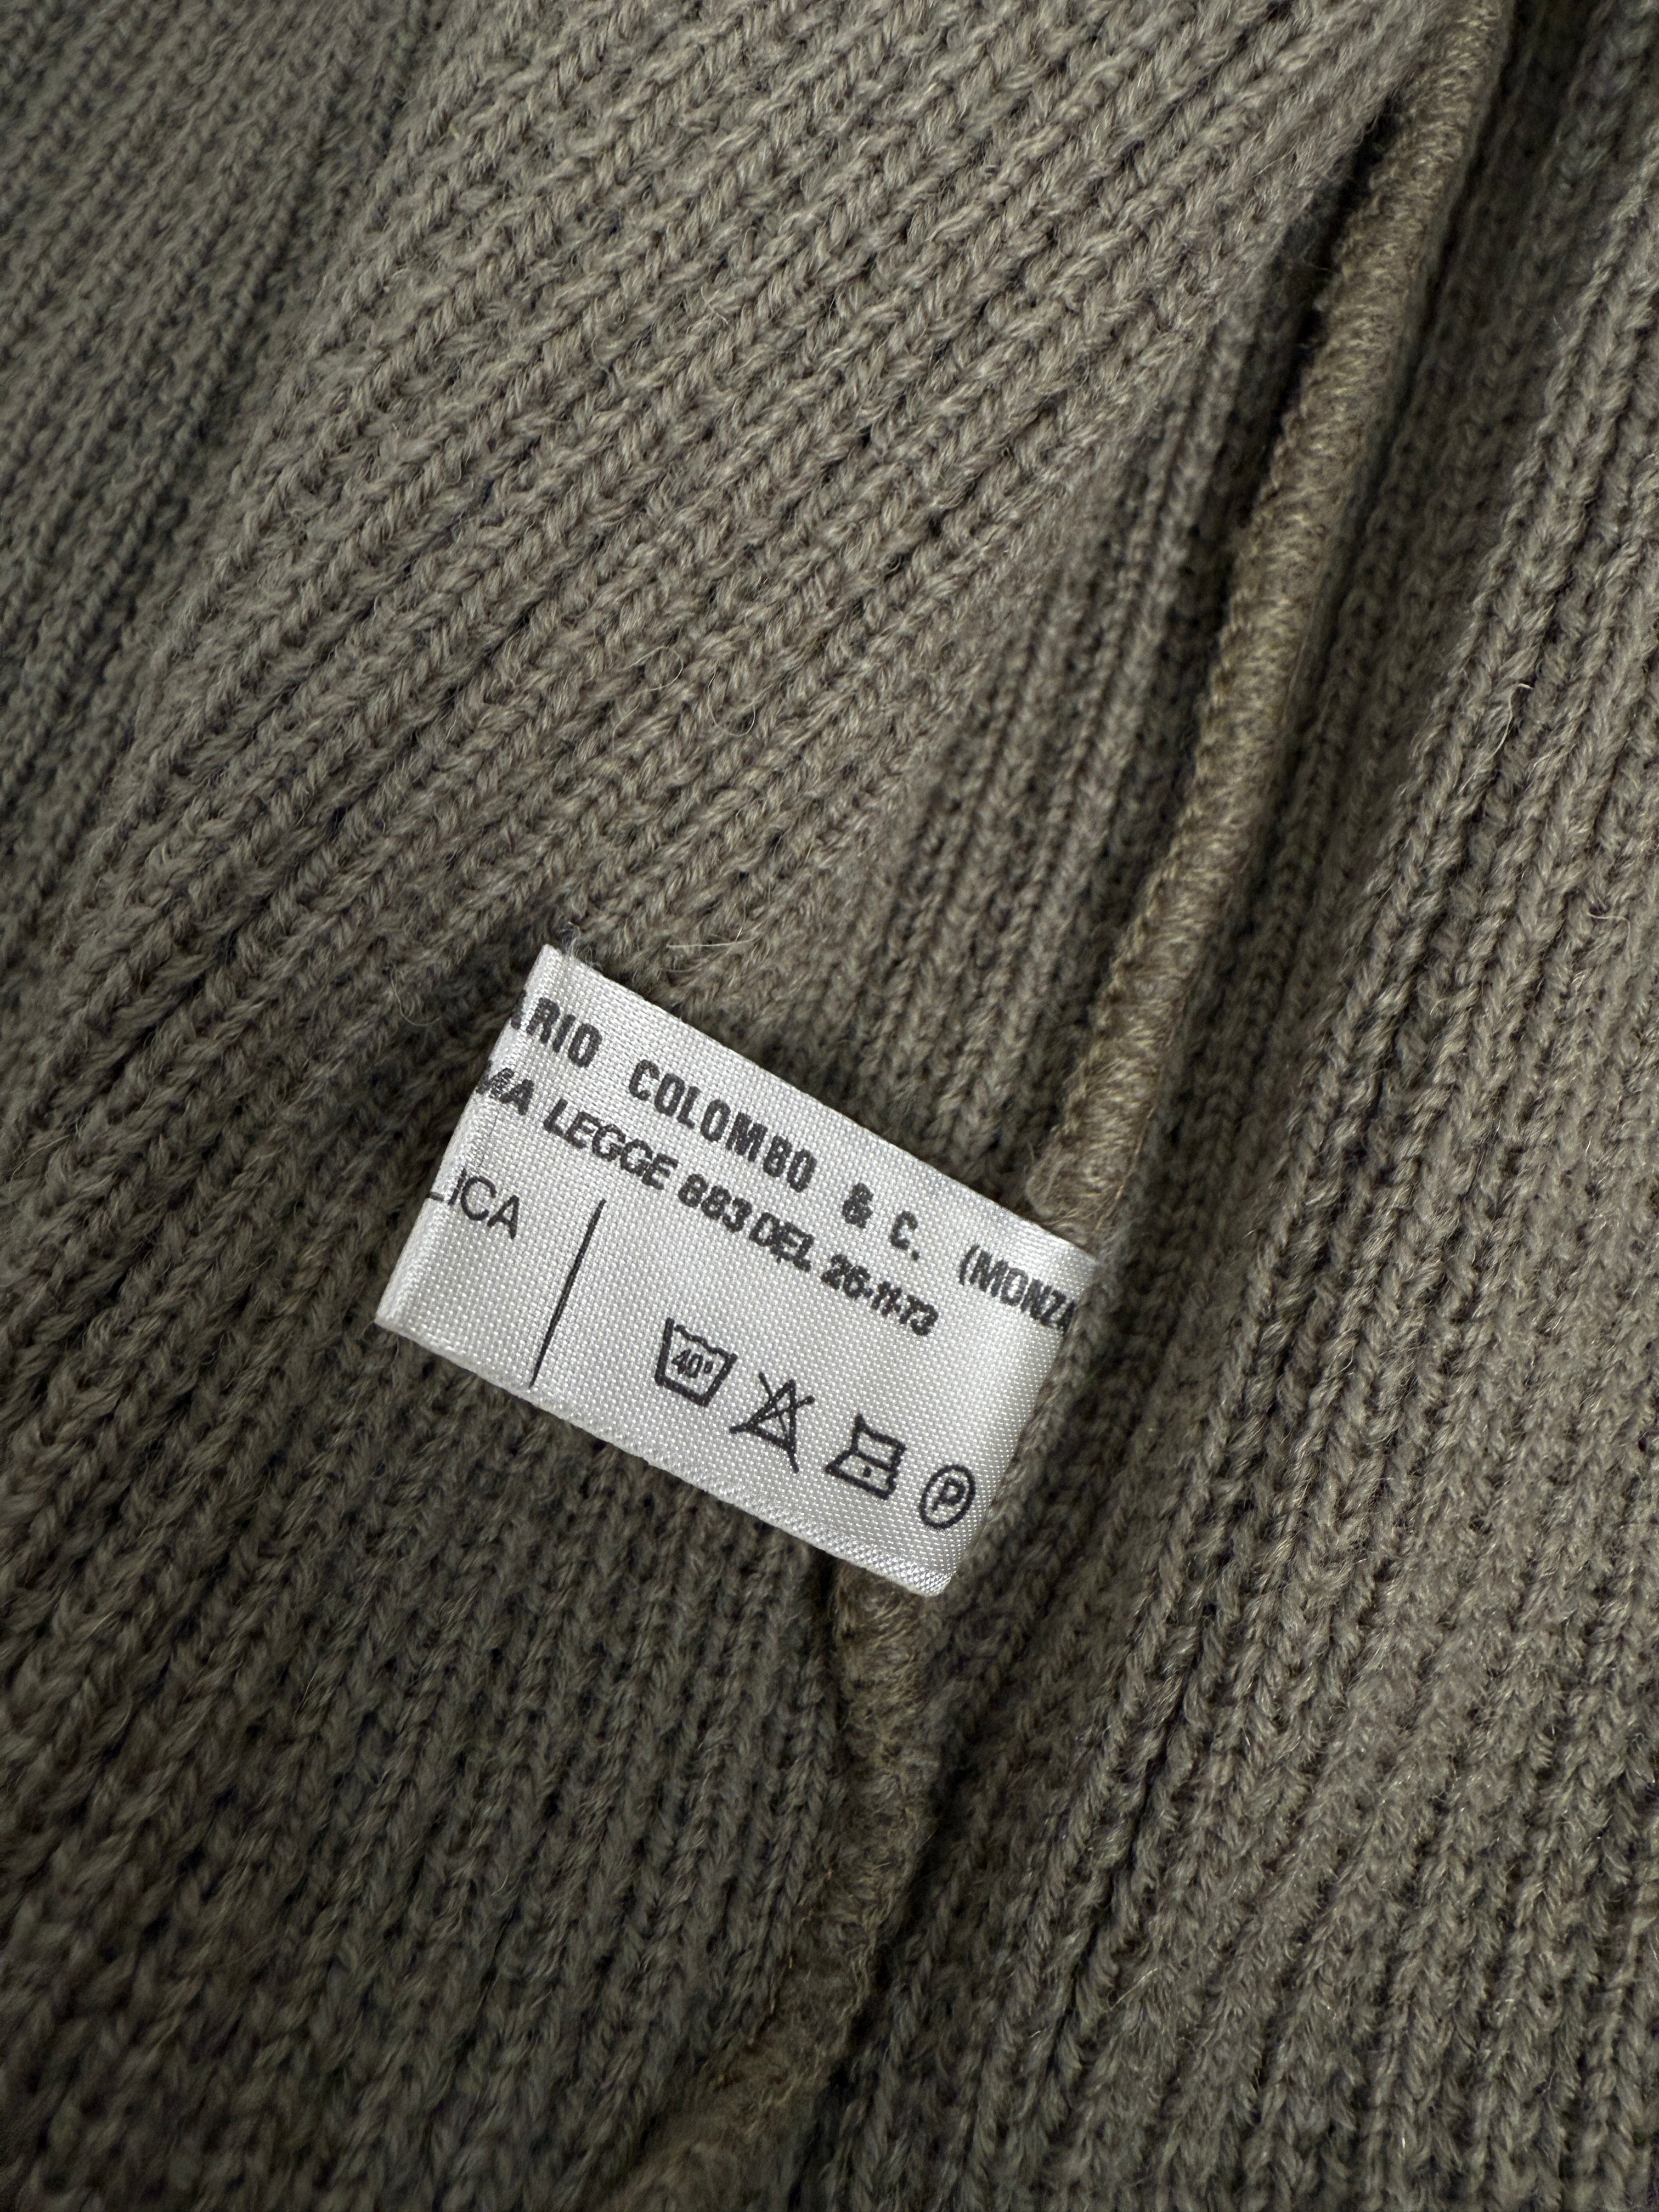 RIO COLOMBO & C. (MONZA
MA LEGGE 883 DEL 26-11-73
LICA
40°
P